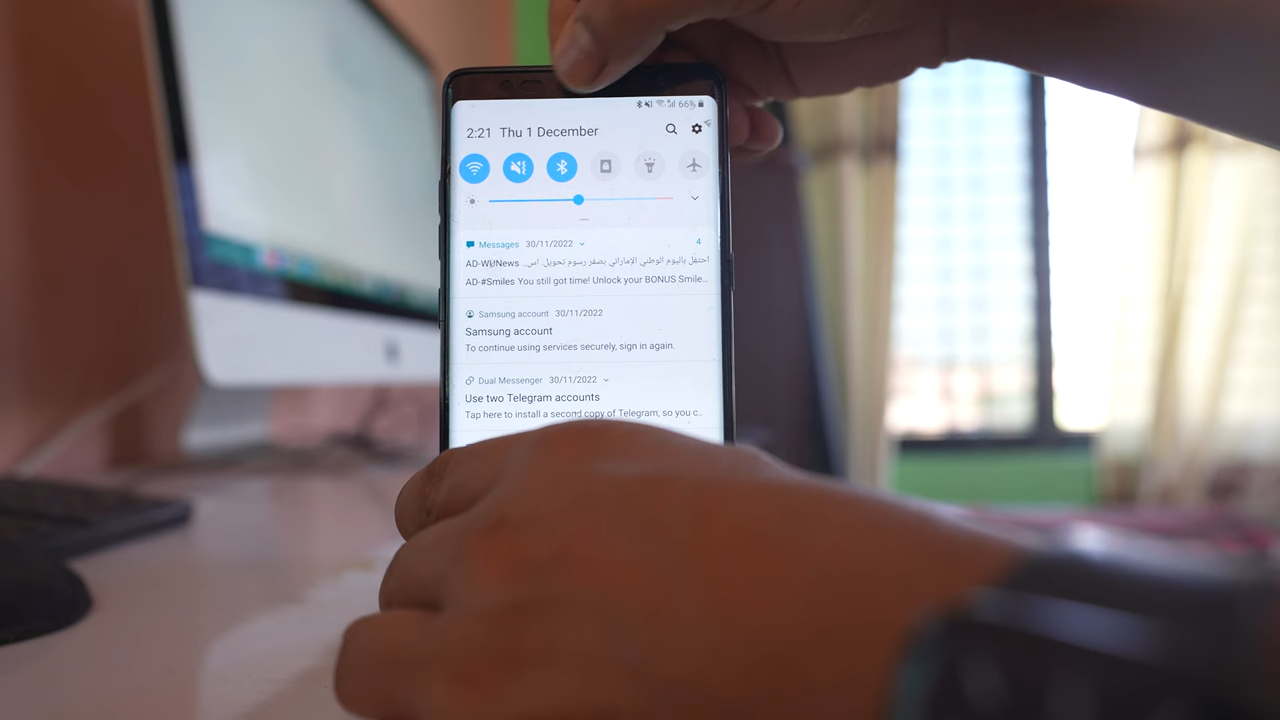 66%
2:21 Thu 1 December
Messages 30/11/2022 4
AD-WUNews احتفل باليوم الوطني الإماراتي بصفر رسوم تحويل. اس...
AD-#Smiles You still got time! Unlock your BONUS Smile...
Samsung account 30/11/2022
Samsung account
To continue using services securely, sign in again.
Dual Messenger 30/11/2022
Use two Telegram accounts
Tap here to install a second copy of Telegram, so you c..